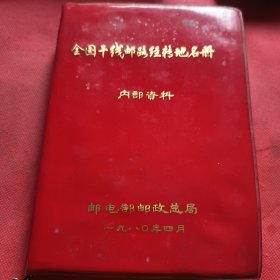 全国干线邮路经转地名册
内部资料
邮电部邮政总局
一九八〇年四月